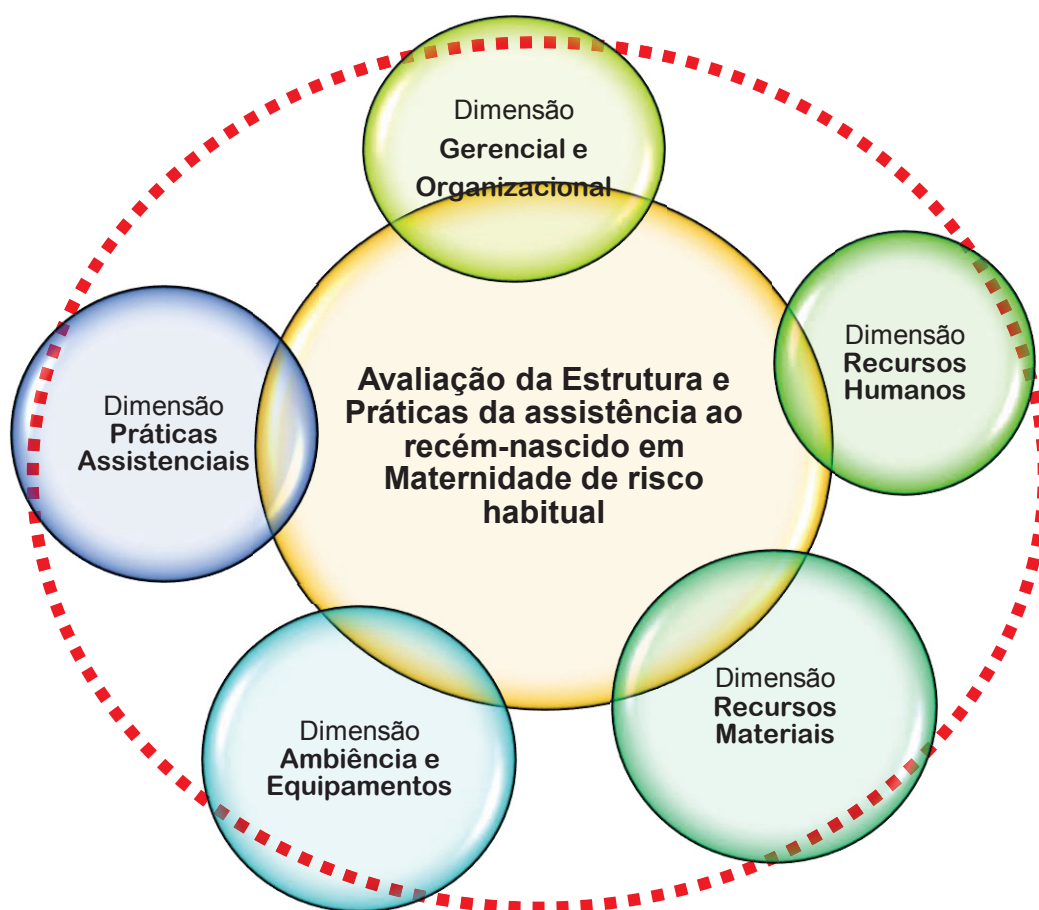 Dimensão
Gerencial e
Organizacional
Dimensão
Recursos
Humanos
Avaliação da Estrutura e
Práticas da assistência ao
recém-nascido em
Maternidade de risco
habitual
Dimensão
Práticas
Assistenciais
Dimensão
Recursos
Materiais
Dimensão
Ambiência e
Equipamentos